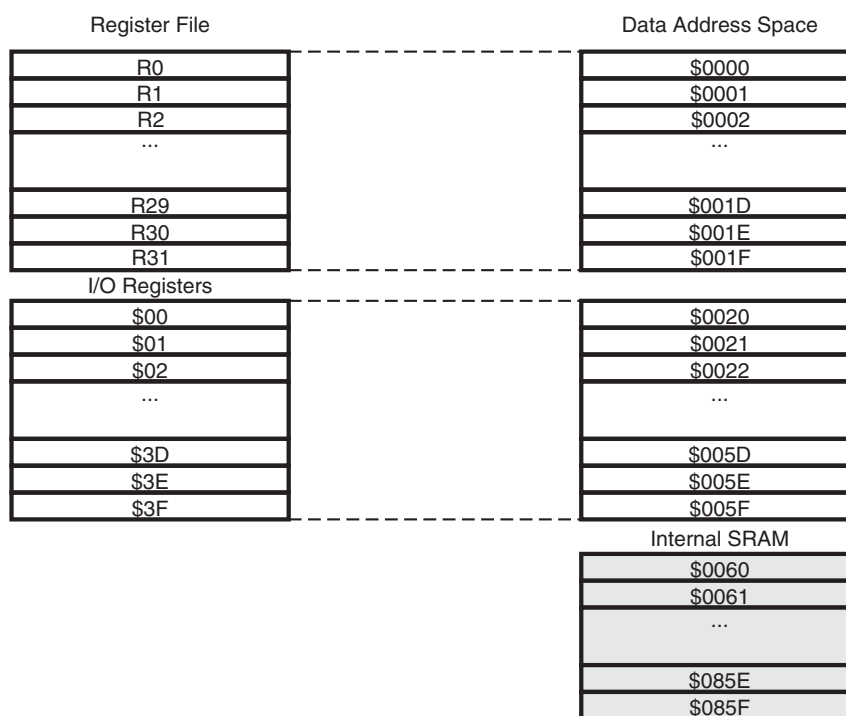 Register File
R0
R1
R2
...
R29
R30
R31
I/O Registers
$00
$01
$02
...
$3D
$3E
$3F
Data Address Space
$0000
$0001
$0002
...
$001D
$001E
$001F
$0020
$0021
$0022
...
$005D
$005E
$005F
Internal SRAM
$0060
$0061
...
$085E
$085F